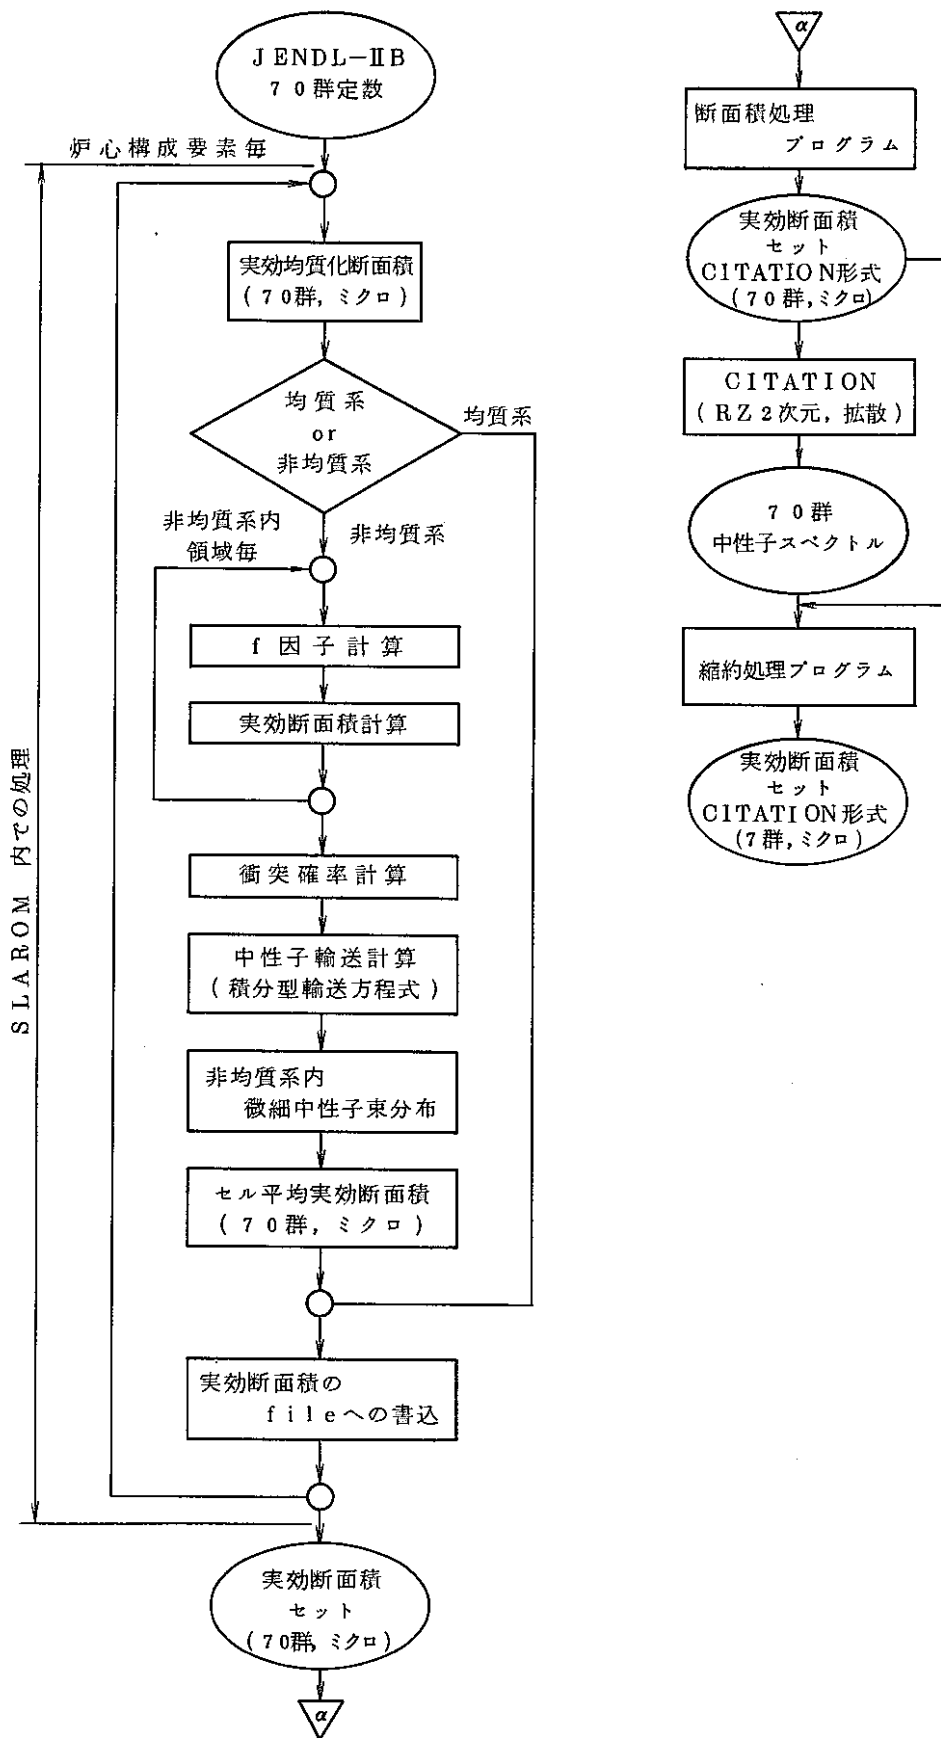 JENDL-ⅡB
70群定数
炉心構成要素毎
実効均質化断面積
(70群, ミクロ)
均質系
or
非均質系
均質系
非均質系内
領域毎
非均質系
f 因子計算
実効断面積計算
衝突確率計算
中性子輸送計算
(積分型輸送方程式)
非均質系内
微細中性子束分布
セル平均実効断面積
(70群, ミクロ)
実効断面積の
fileへの書込
SLAROM 内での処理
実効断面積
セット
(70群, ミクロ)
α
α
断面積処理
プログラム
実効断面積
セット
CITATION形式
(70群, ミクロ)
CITATION
(RZ2次元, 拡散)
70群
中性子スペクトル
縮約処理プログラム
実効断面積
セット
CITATION形式
(7群, ミクロ)